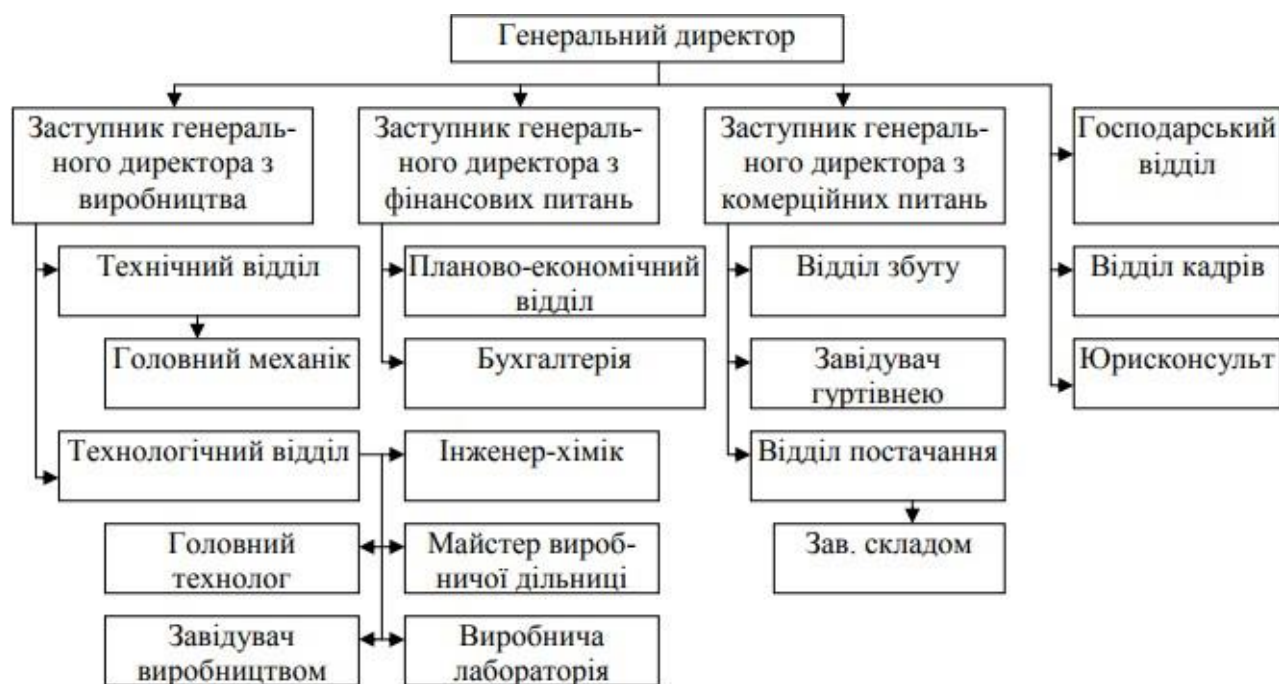 Генеральний директор
Заступник генераль-
ного директора з
виробництва
Заступник генераль-
ного директора з
фінансових питань
Заступник генераль-
ного директора з
комерційних питань
Господарський
відділ
Технічний відділ
Планово-економічний
відділ
Відділ збуту
Відділ кадрів
Головний механік
Бухгалтерія
Завідувач
гуртівнею
Юрисконсульт
Технологічний відділ
Інженер-хімік
Відділ постачання
Головний
технолог
Майстер вироб-
ничої дільниці
Зав. складом
Завідувач
виробництвом
Виробнича
лабораторія